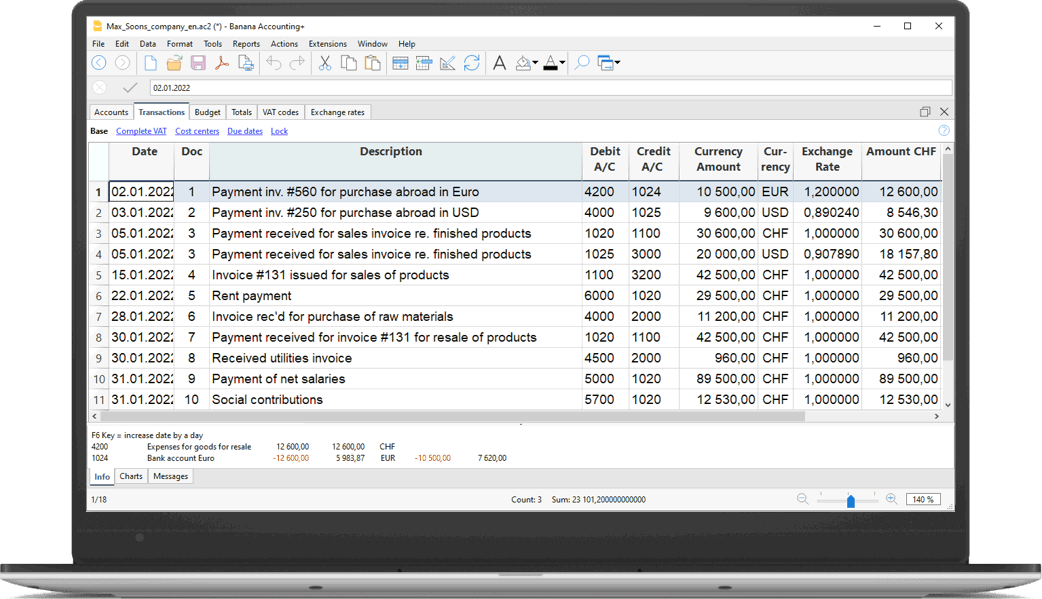 Max_Soons_company_en.ac2 (*) - Banana Accounting+
File Edit Data Format Tools Reports Actions Extensions Window Help
02.01.2022
Accounts Transactions Budget Totals VAT codes Exchange rates
Base Complete VAT Cost centers Due dates Lock
Date Doc Description Debit A/C Credit A/C Currency Amount Cur-rency Exchange Rate Amount CHF
1 02.01.2022 1 Payment inv. #560 for purchase abroad in Euro 4200 1024 10 500,00 EUR 1,200000 12 600,00
2 03.01.2022 2 Payment inv. #250 for purchase abroad in USD 4000 1025 9 600,00 USD 0,890240 8 546,30
3 05.01.2022 3 Payment received for sales invoice re. finished products 1020 1100 30 600,00 CHF 1,000000 30 600,00
4 05.01.2022 3 Payment received for sales invoice re. finished products 1025 3000 20 000,00 USD 0,907890 18 157,80
5 15.01.2022 4 Invoice #131 issued for sales of products 1100 3200 42 500,00 CHF 1,000000 42 500,00
6 22.01.2022 5 Rent payment 6000 1020 29 500,00 CHF 1,000000 29 500,00
7 28.01.2022 6 Invoice rec'd for purchase of raw materials 4000 2000 11 200,00 CHF 1,000000 11 200,00
8 30.01.2022 7 Payment received for invoice #131 for resale of products 1020 1100 42 500,00 CHF 1,000000 42 500,00
9 30.01.2022 8 Received utilities invoice 4500 2000 960,00 CHF 1,000000 960,00
10 31.01.2022 9 Payment of net salaries 5000 1020 89 500,00 CHF 1,000000 89 500,00
11 31.01.2022 10 Social contributions 5700 1020 12 530,00 CHF 1,000000 12 530,00
F6 Key = increase date by a day
4200 Expenses for goods for resale 12 600,00 12 600,00 CHF
1024 Bank account Euro -12 600,00 5 983,87 EUR -10 500,00 7 620,00
Info Charts Messages
1/18 Count: 3 Sum: 23 101,200000000000 140 %